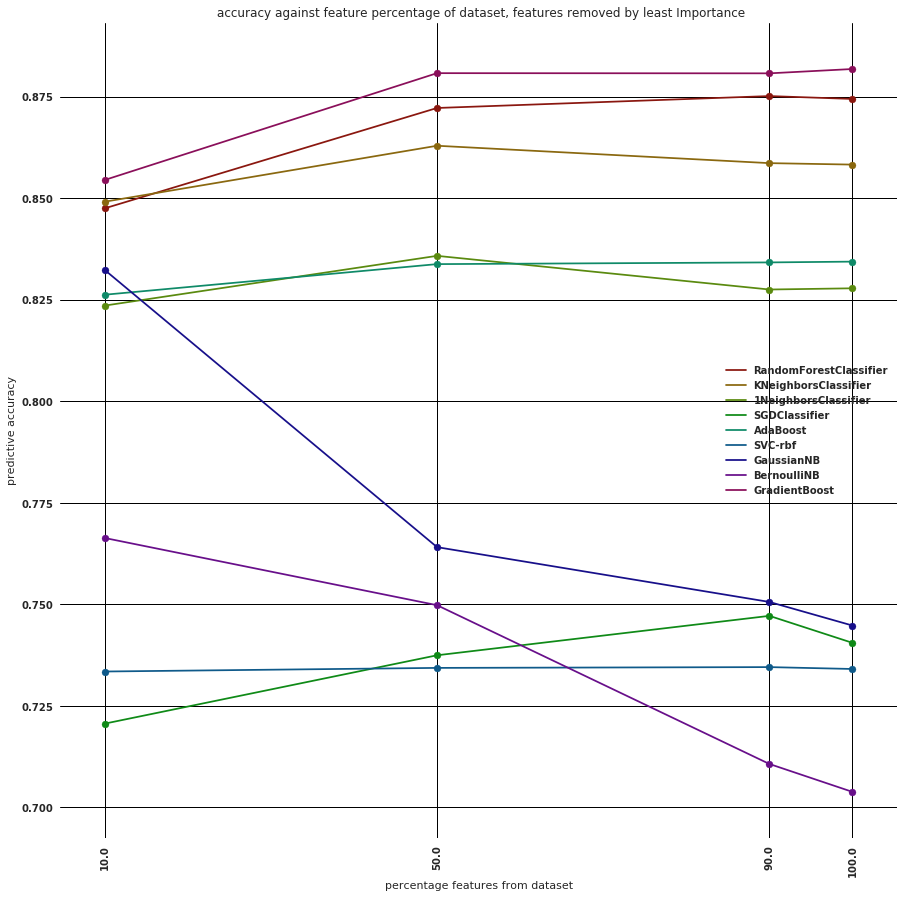 accuracy against feature percentage of dataset, features removed by least Importance
0.875
0.850
0.825
0.800
0.775
0.750
0.725
0.700
predictive accuracy
RandomForestClassifier
KNeighborsClassifier
1NeighborsClassifier
SGDClassifier
AdaBoost
SVC-rbf
GaussianNB
BernoulliNB
GradientBoost
10.0
50.0
90.0
100.0
percentage features from dataset